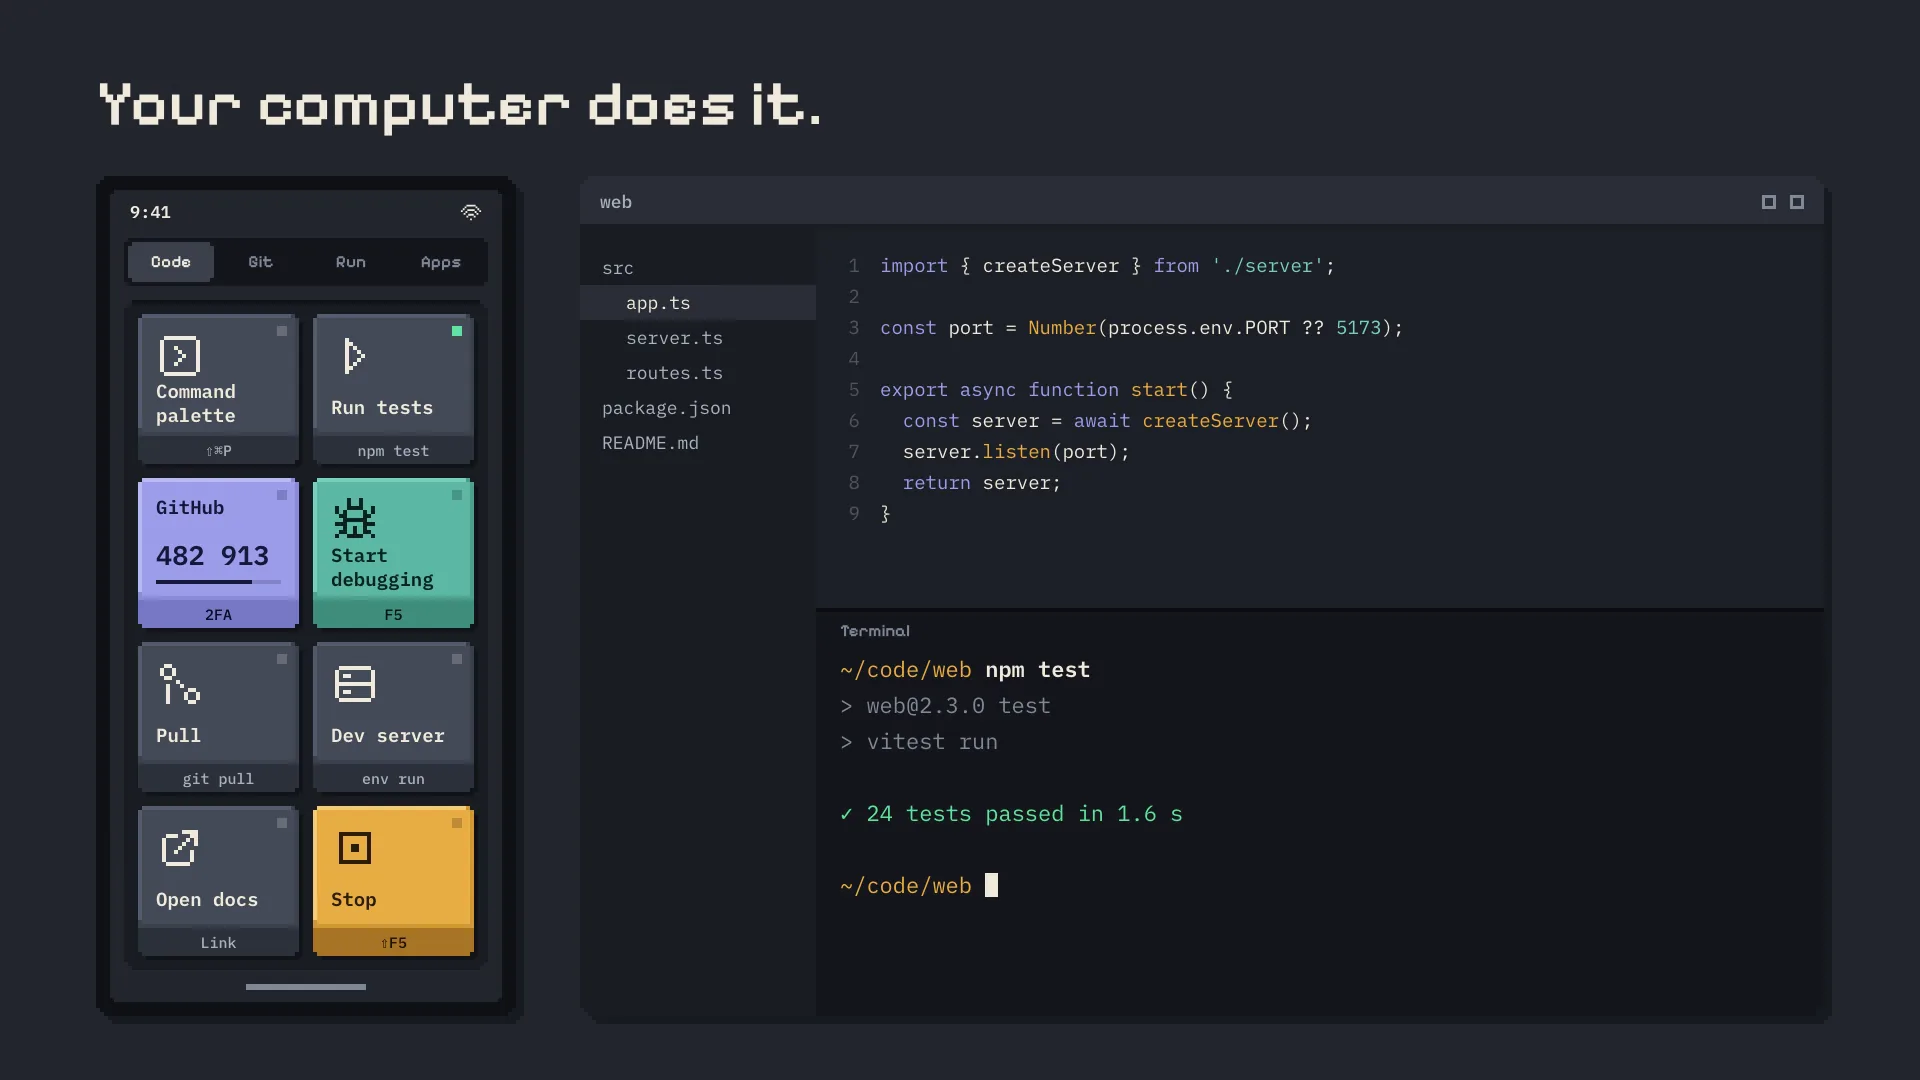 Your computer does it.
9:41
Code Git Run Apps
Command
palette
⇧⌘P
Run tests
npm test
GitHub
482 913
2FA
Start
debugging
F5
Pull
git pull
Dev server
env run
Open docs
Link
Stop
⇧F5
web
src
app.ts
server.ts
routes.ts
package.json
README.md
1 import { createServer } from './server';
2
3 const port = Number(process.env.PORT ?? 5173);
4
5 export async function start() {
6   const server = await createServer();
7   server.listen(port);
8   return server;
9 }
Terminal
~/code/web npm test
> web@2.3.0 test
> vitest run
✓ 24 tests passed in 1.6 s
~/code/web